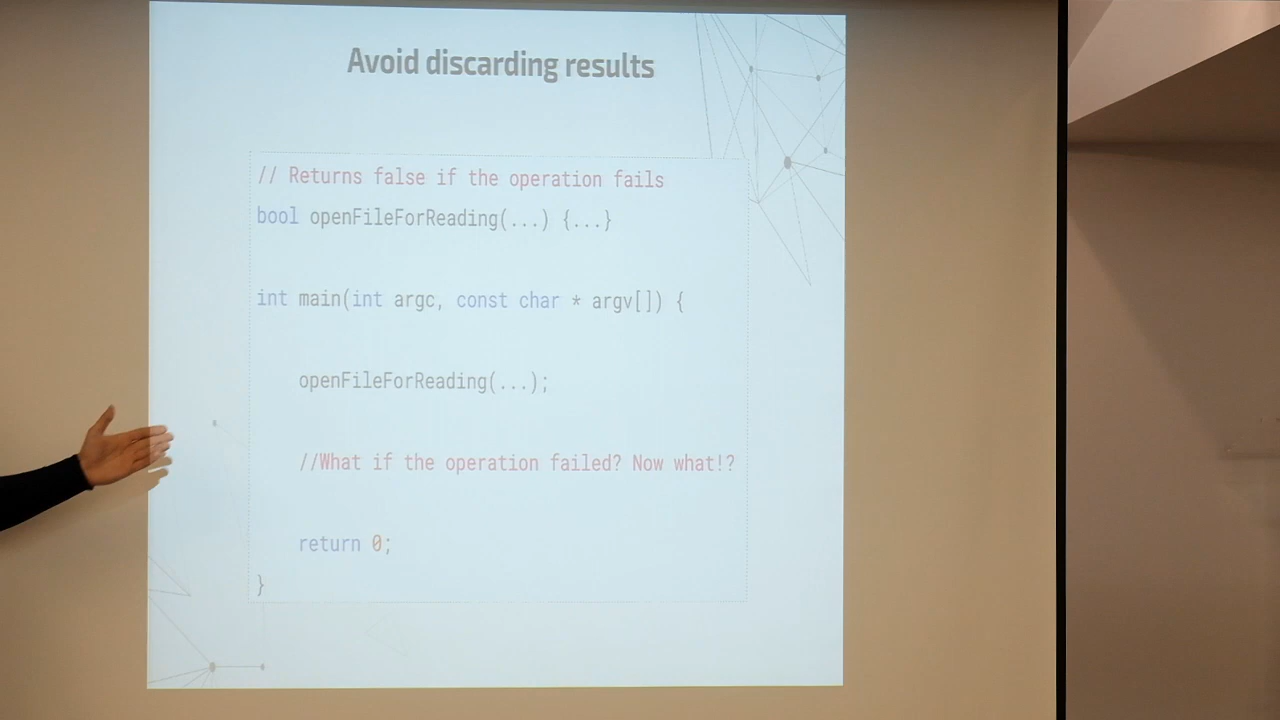 Avoid discarding results
// Returns false if the operation fails
bool openFileForReading(...) {...}
int main(int argc, const char * argv[]) {
openFileForReading(...);
//What if the operation failed? Now what!?
return 0;
}